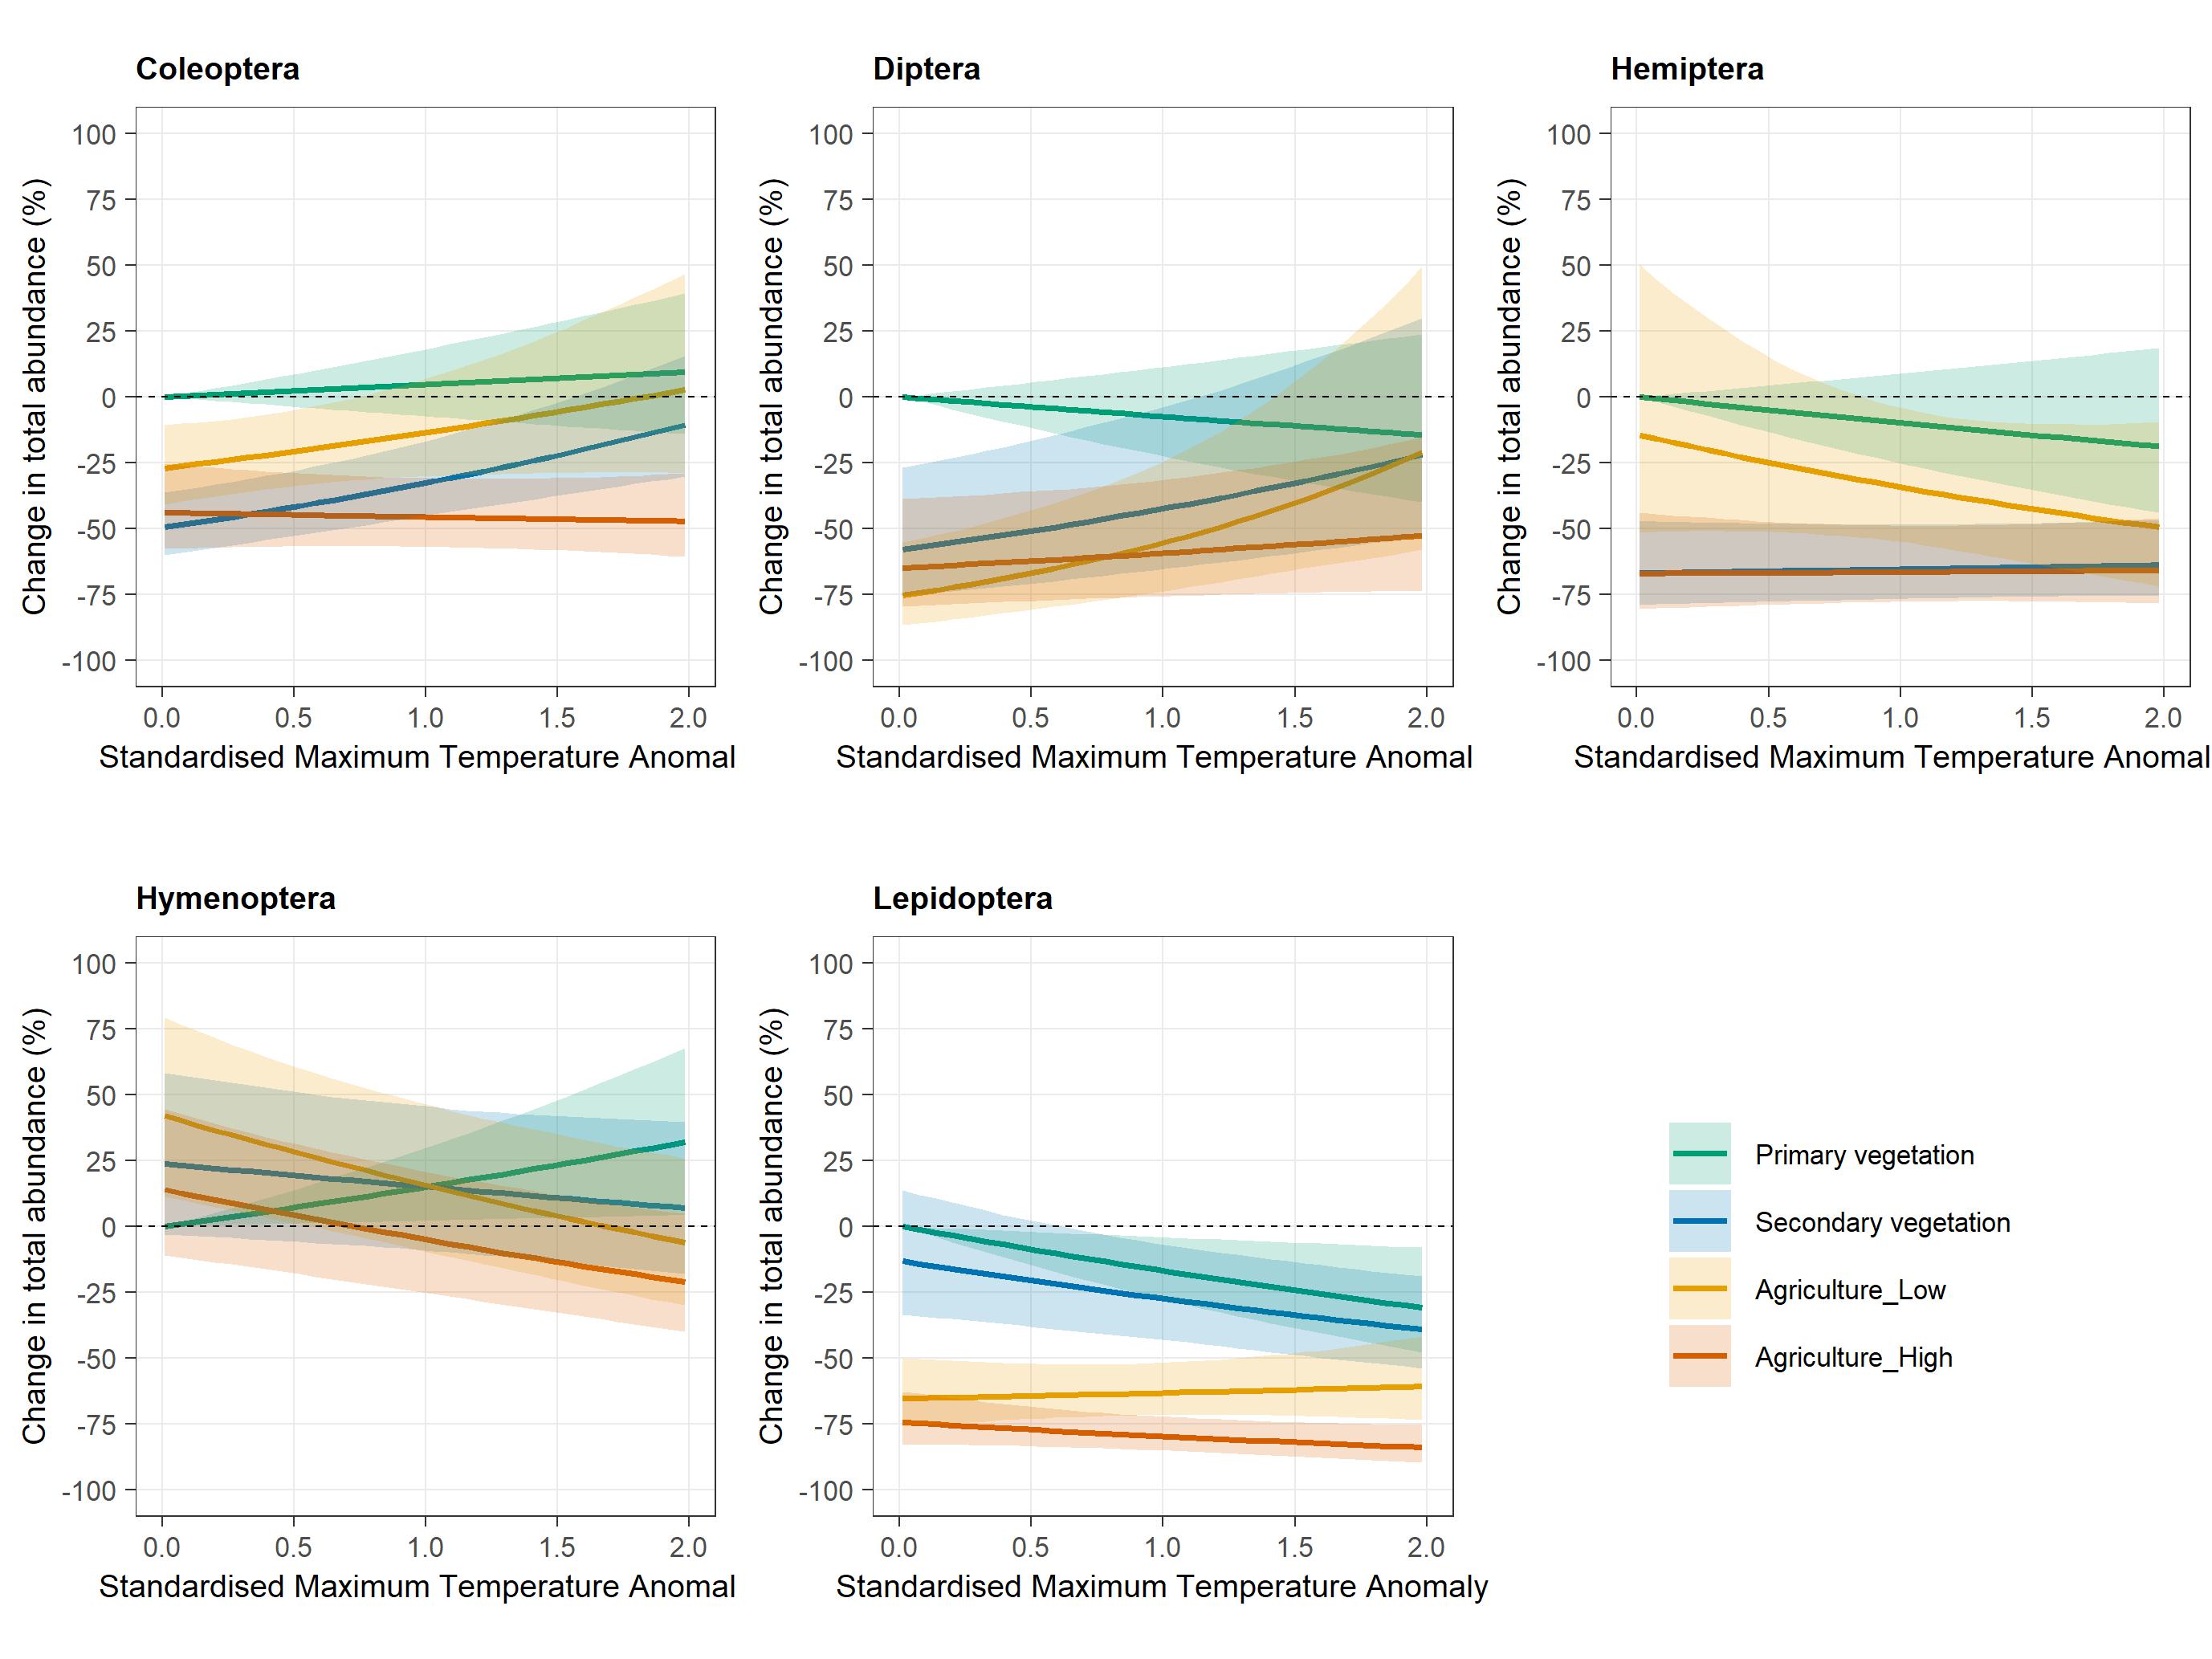 Coleoptera
Diptera
Hemiptera
Change in total abundance (%)
100
75
50
25
0
-25
-50
-75
-100
0.0 0.5 1.0 1.5 2.0
Standardised Maximum Temperature Anomal
Change in total abundance (%)
100
75
50
25
0
-25
-50
-75
-100
0.0 0.5 1.0 1.5 2.0
Standardised Maximum Temperature Anomal
Change in total abundance (%)
100
75
50
25
0
-25
-50
-75
-100
0.0 0.5 1.0 1.5 2.0
Standardised Maximum Temperature Anomal
Hymenoptera
Lepidoptera
Change in total abundance (%)
100
75
50
25
0
-25
-50
-75
-100
0.0 0.5 1.0 1.5 2.0
Standardised Maximum Temperature Anomal
Change in total abundance (%)
100
75
50
25
0
-25
-50
-75
-100
0.0 0.5 1.0 1.5 2.0
Standardised Maximum Temperature Anomaly
Primary vegetation
Secondary vegetation
Agriculture_Low
Agriculture_High